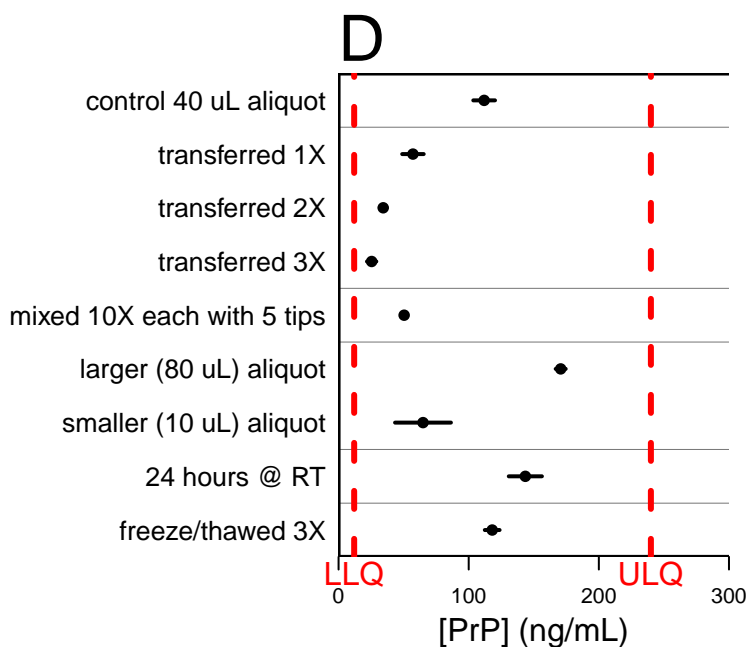 D
control 40 uL aliquot
transferred 1X
transferred 2X
transferred 3X
mixed 10X each with 5 tips
larger (80 uL) aliquot
smaller (10 uL) aliquot
24 hours @ RT
freeze/thawed 3X
LLQ ULQ
0 100 200 300
[PrP] (ng/mL)